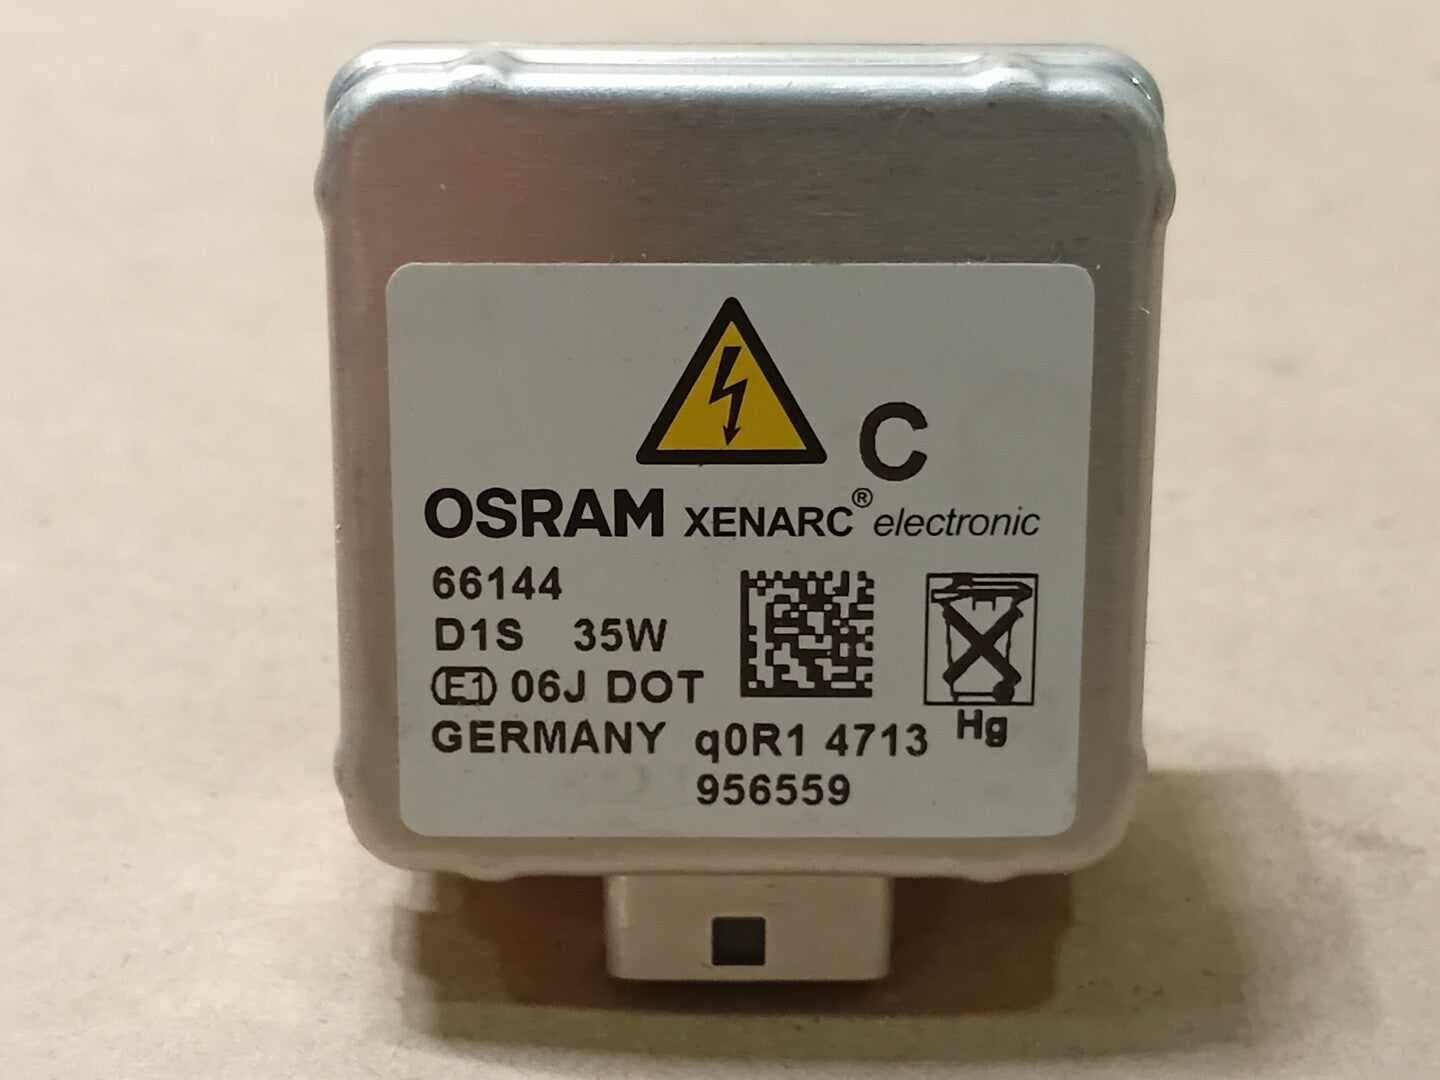 C
OSRAM XENARC® electronic
66144
D1S 35W
E1 06J DOT
GERMANY q0R1 4713
956559
Hg